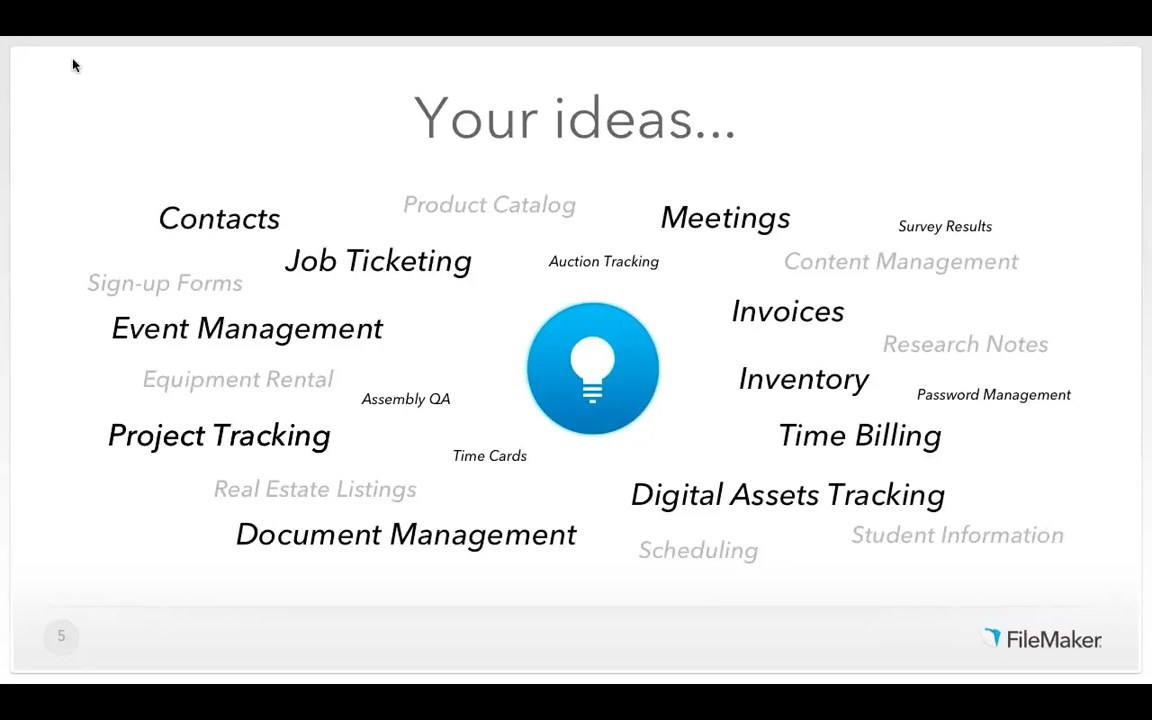 Your ideas...
Product Catalog
Contacts
Meetings
Survey Results
Job Ticketing
Auction Tracking
Content Management
Sign-up Forms
Invoices
Event Management
Research Notes
Equipment Rental
Inventory
Assembly QA
Password Management
Project Tracking
Time Billing
Time Cards
Real Estate Listings
Digital Assets Tracking
Document Management
Student Information
Scheduling
5
FileMaker